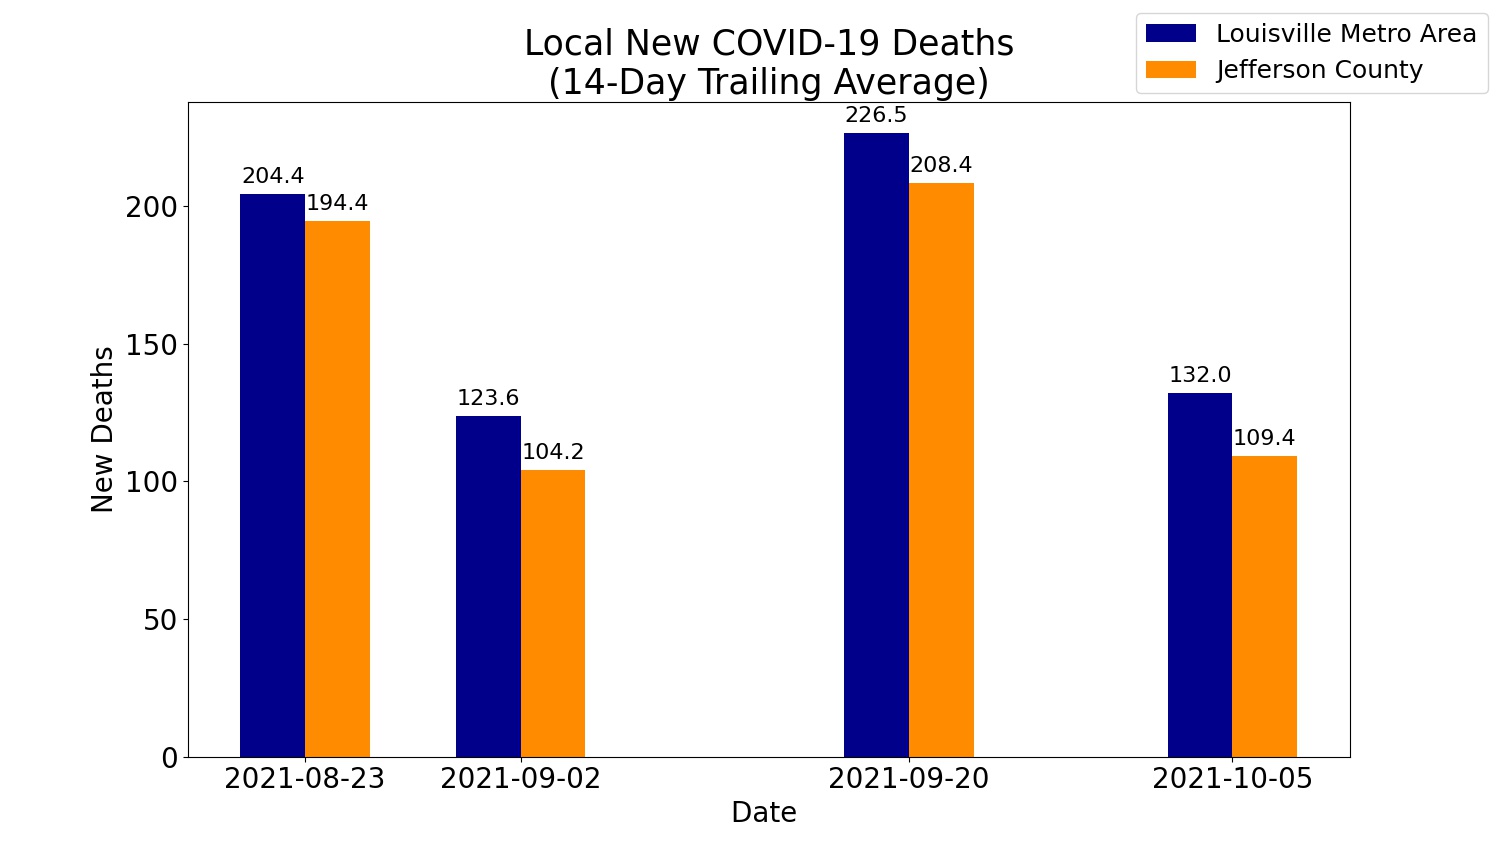 Local New COVID-19 Deaths
(14-Day Trailing Average)
Louisville Metro Area
Jefferson County
New Deaths
200
150
100
50
0
204.4
194.4
123.6
104.2
226.5
208.4
132.0
109.4
2021-08-23
2021-09-02
2021-09-20
2021-10-05
Date